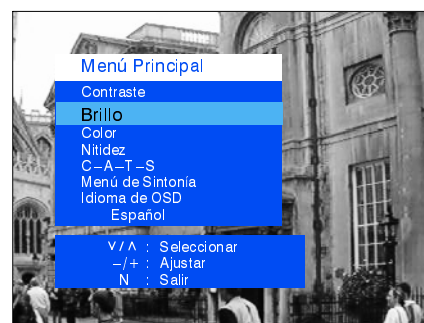 Menú Principal
Contraste
Brillo
Color
Nitidez
C–A–T–S
Menú de Sintonía
Idioma de OSD
Español
∨/∧ : Seleccionar
–/+ : Ajustar
N : Salir